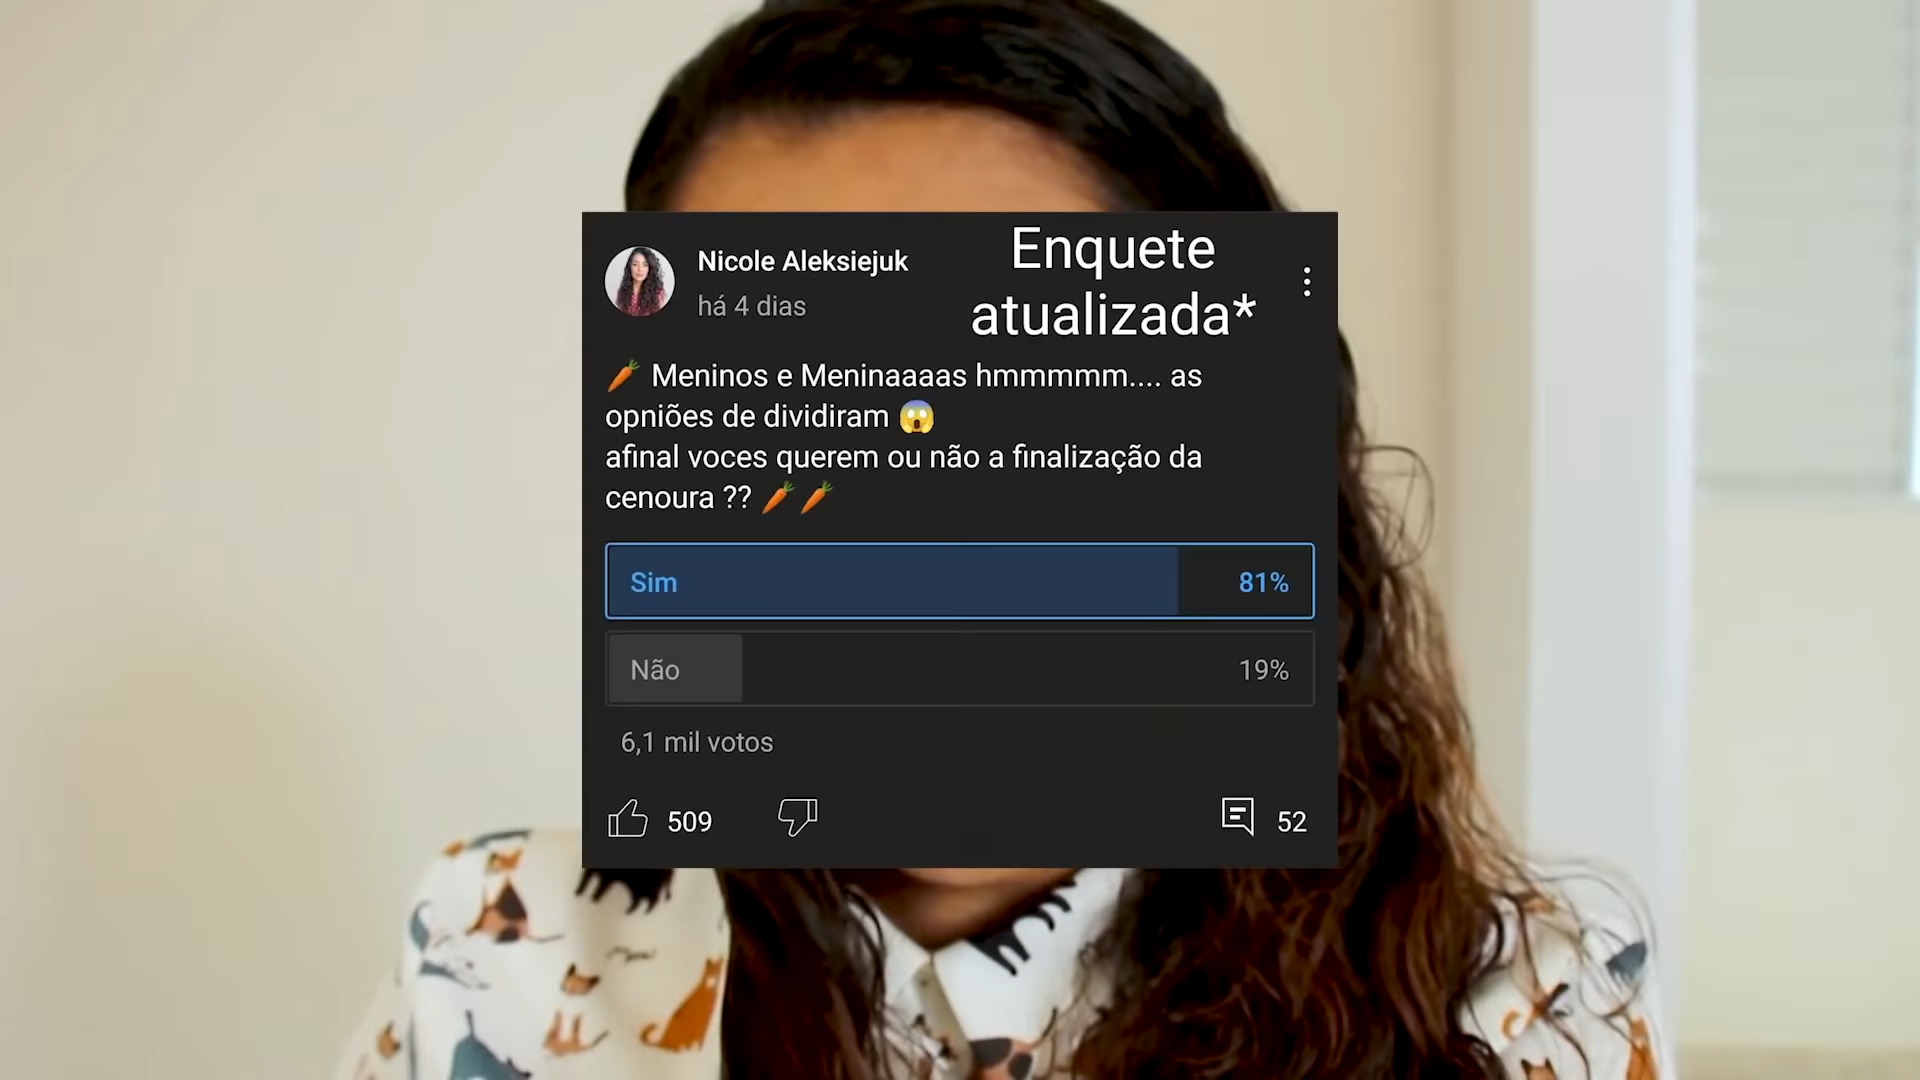 Nicole Aleksiejuk
há 4 dias
Enquete
atualizada*
🥕 Meninos e Meninaaaas hmmmmm.... as
opniões de dividiram 😱
afinal voces querem ou não a finalização da
cenoura ?? 🥕🥕
Sim 81%
Não 19%
6,1 mil votos
509
52